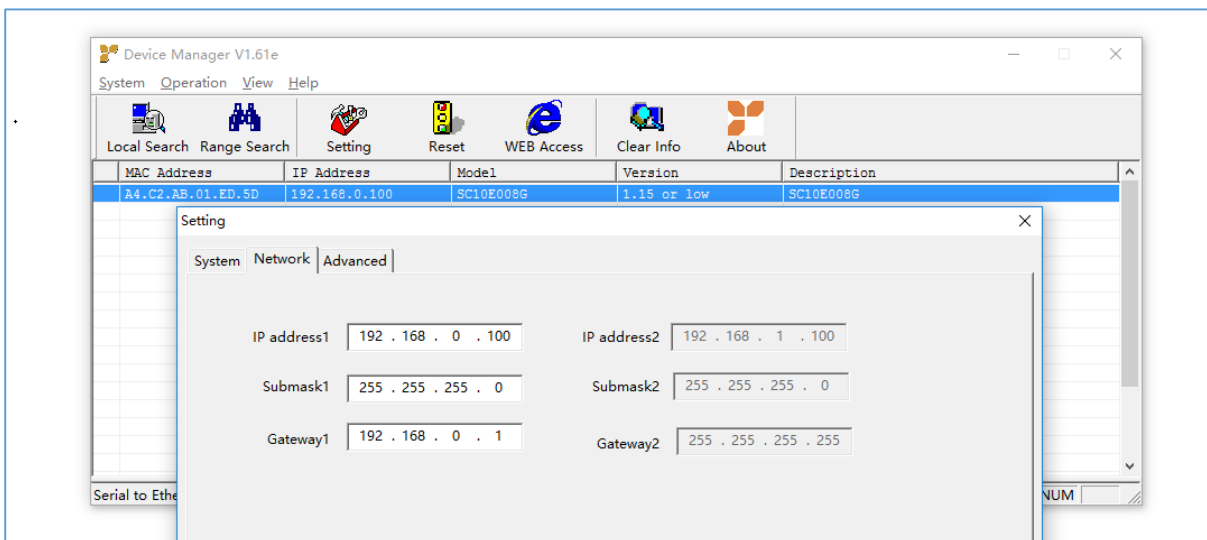 Device Manager V1.61e
System Operation View Help
Local Search Range Search Setting Reset WEB Access Clear Info About
MAC Address IP Address Model Version Description
A4.C2.AB.01.ED.5D 192.168.0.100 SC10E008G 1.15 or low SC10E008G
Setting
System Network Advanced
IP address1 192 . 168 . 0 . 100 IP address2 192 . 168 . 1 . 100
Submask1 255 . 255 . 255 . 0 Submask2 255 . 255 . 255 . 0
Gateway1 192 . 168 . 0 . 1 Gateway2 255 . 255 . 255 . 255
Serial to Ethe NUM